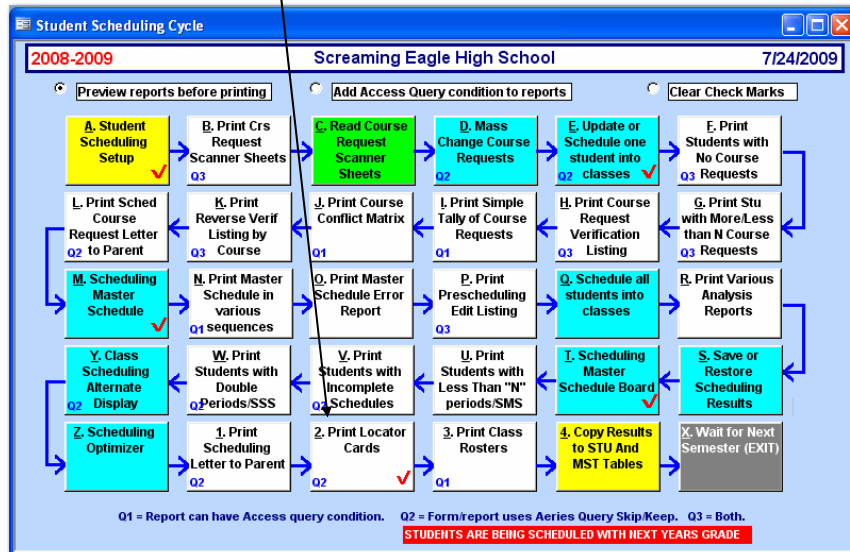 Student Scheduling Cycle
2008-2009 Screaming Eagle High School 7/24/2009
Preview reports before printing Add Access Query condition to reports Clear Check Marks
A. Student
Scheduling
Setup
B. Print Crs
Request
Scanner Sheets
Q3
C. Read Course
Request
Scanner
Sheets
D. Mass
Change Course
Requests
Q2
E. Update or
Schedule one
student into
Q2 classes
F. Print
Students with
No Course
Q3 Requests
L. Print Sched
Course
Request Letter
Q2 to Parent
K. Print
Reverse Verif
Listing by
Q3 Course
J. Print Course
Conflict Matrix
Q1
I. Print Simple
Tally of Course
Requests
Q1
H. Print Course
Request
Verification
Q3 Listing
G. Print Stu
with More/Less
than N Course
Q3 Requests
M. Scheduling
Master
Schedule
N. Print Master
Schedule in
various
Q1 sequences
O. Print Master
Schedule Error
Report
P. Print
Prescheduling
Edit Listing
Q3
Q. Schedule all
students into
classes
R. Print Various
Analysis
Reports
Y. Class
Scheduling
Alternate
Q2 Display
W. Print
Students with
Double
Q2 Periods/SSS
V. Print
Students with
Incomplete
Q2 Schedules
U. Print
Students with
Less Than "N"
periods/SMS
T. Scheduling
Master
Schedule Board
S. Save or
Restore
Scheduling
Results
Z. Scheduling
Optimizer
1. Print
Scheduling
Letter to Parent
Q2
2. Print Locator
Cards
Q2
3. Print Class
Rosters
Q1
4. Copy Results
to STU And
MST Tables
X. Wait for Next
Semester (EXIT)
Q1 = Report can have Access query condition. Q2 = Form/report uses Aeries Query Skip/Keep. Q3 = Both.
STUDENTS ARE BEING SCHEDULED WITH NEXT YEARS GRADE